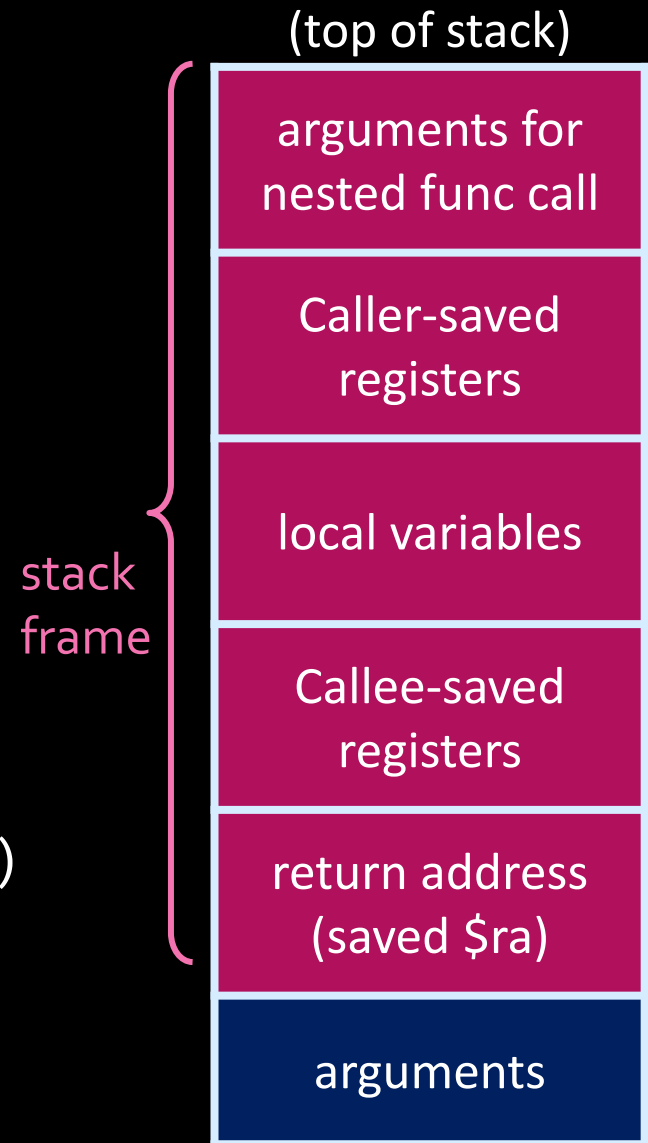 (top of stack)
arguments for
nested func call
Caller-saved
registers
local variables
stack
frame
Callee-saved
registers
)
return address
(saved $ra)
arguments